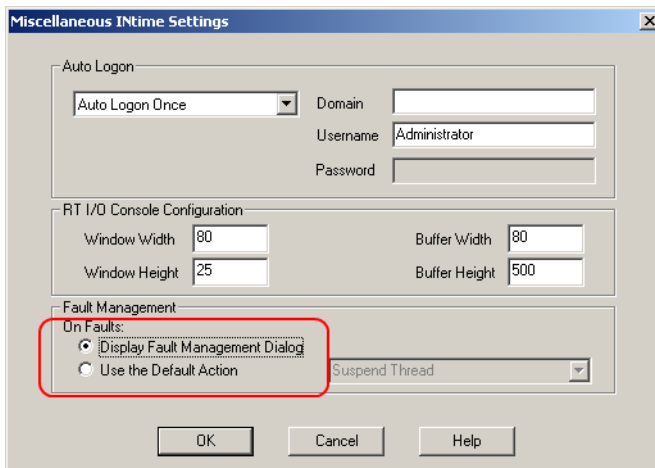 Miscellaneous INtime Settings
Auto Logon
Auto Logon Once
Domain
Username Administrator
Password
RT I/O Console Configuration
Window Width 80 Buffer Width 80
Window Height 25 Buffer Height 500
Fault Management
On Faults:
Display Fault Management Dialog
Use the Default Action Suspend Thread
OK Cancel Help